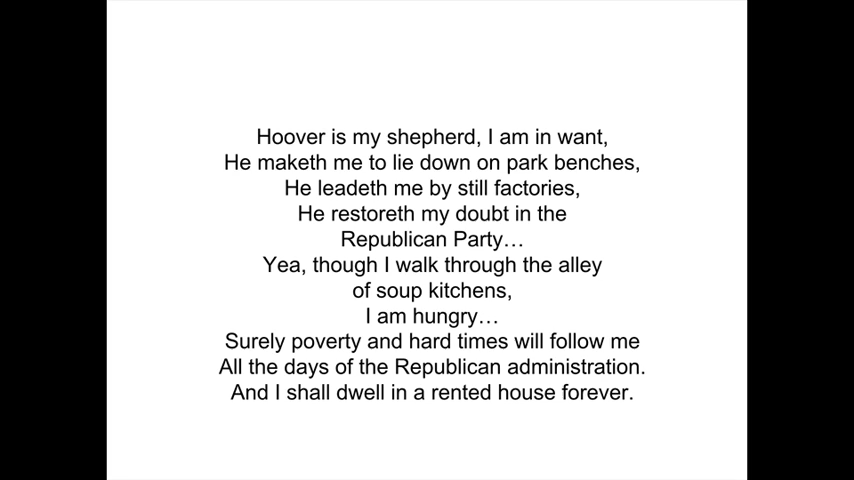 Hoover is my shepherd, I am in want,
He maketh me to lie down on park benches,
He leadeth me by still factories,
He restoreth my doubt in the
Republican Party…
Yea, though I walk through the alley
of soup kitchens,
I am hungry…
Surely poverty and hard times will follow me
All the days of the Republican administration.
And I shall dwell in a rented house forever.